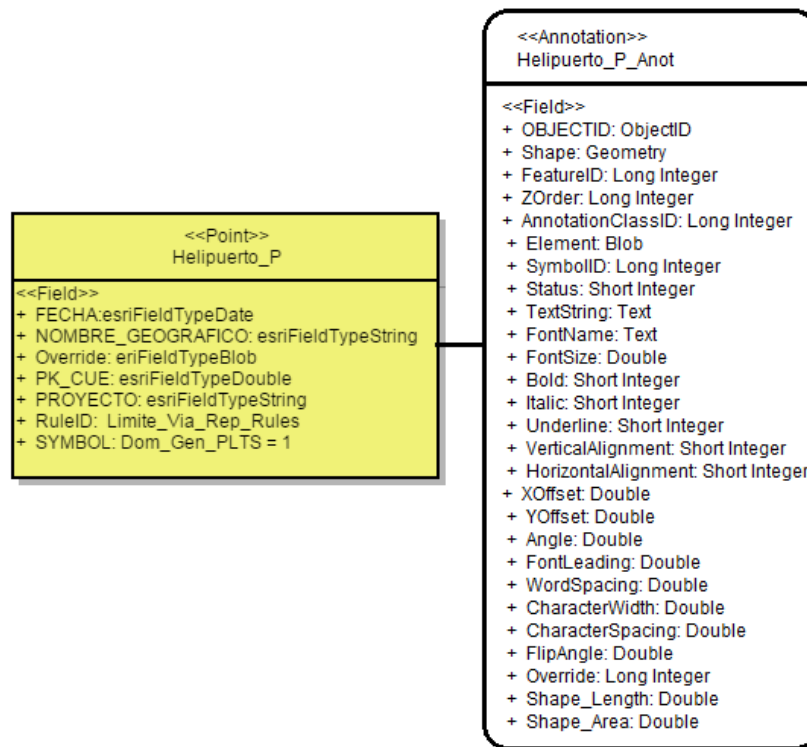 <<Point>>
Helipuerto_P
<<Field>>
+ FECHA:esriFieldTypeDate
+ NOMBRE_GEOGRAFICO: esriFieldTypeString
+ Override: eriFieldTypeBlob
+ PK_CUE: esriFieldTypeDouble
+ PROYECTO: esriFieldTypeString
+ RuleID: Limite_Via_Rep_Rules
+ SYMBOL: Dom_Gen_PLTS = 1
<<Annotation>>
Helipuerto_P_Anot
<<Field>>
+ OBJECTID: ObjectID
+ Shape: Geometry
+ FeatureID: Long Integer
+ ZOrder: Long Integer
+ AnnotationClassID: Long Integer
+ Element: Blob
+ SymbolID: Long Integer
+ Status: Short Integer
+ TextString: Text
+ FontName: Text
+ FontSize: Double
+ Bold: Short Integer
+ Italic: Short Integer
+ Underline: Short Integer
+ VerticalAlignment: Short Integer
+ HorizontalAlignment: Short Integer
+ XOffset: Double
+ YOffset: Double
+ Angle: Double
+ FontLeading: Double
+ WordSpacing: Double
+ CharacterWidth: Double
+ CharacterSpacing: Double
+ FlipAngle: Double
+ Override: Long Integer
+ Shape_Length: Double
+ Shape_Area: Double